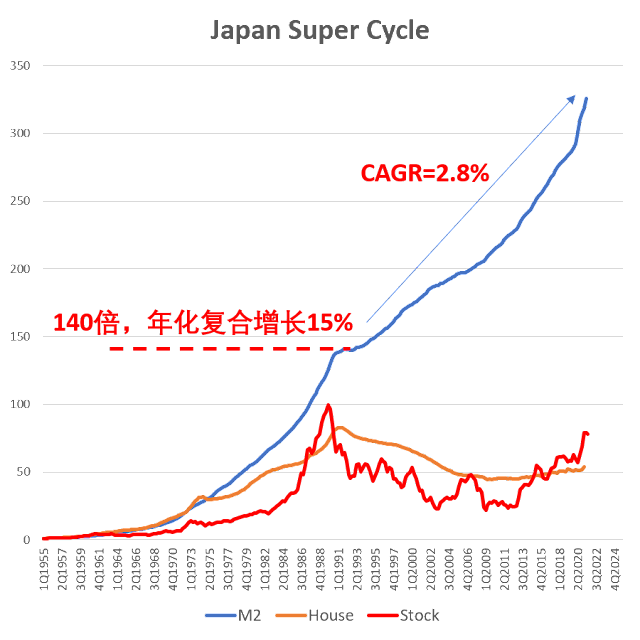 Japan Super Cycle
350
300
CAGR=2.8%
250
200
140倍，年化复合增长15%
150
100
50
0
1Q1955
2Q1957
3Q1959
4Q1961
1Q1964
2Q1966
3Q1968
4Q1970
1Q1973
2Q1975
3Q1977
4Q1979
1Q1982
2Q1984
3Q1986
4Q1988
1Q1991
2Q1993
3Q1995
4Q1997
1Q2000
2Q2002
3Q2004
4Q2006
1Q2009
2Q2011
3Q2013
4Q2015
1Q2018
2Q2020
3Q2022
4Q2024
M2 House Stock